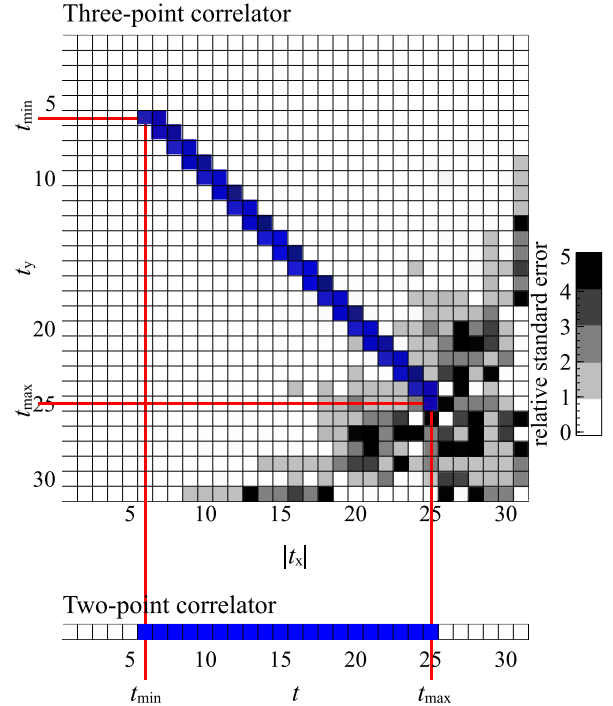 Three-point correlator
t_min
5
10
t_y
20
t_max
25
30
5 10 15 20 25 30
|t_x|
relative standard error
5
4
3
2
1
0
Two-point correlator
5 10 15 20 25 30
t_min t t_max